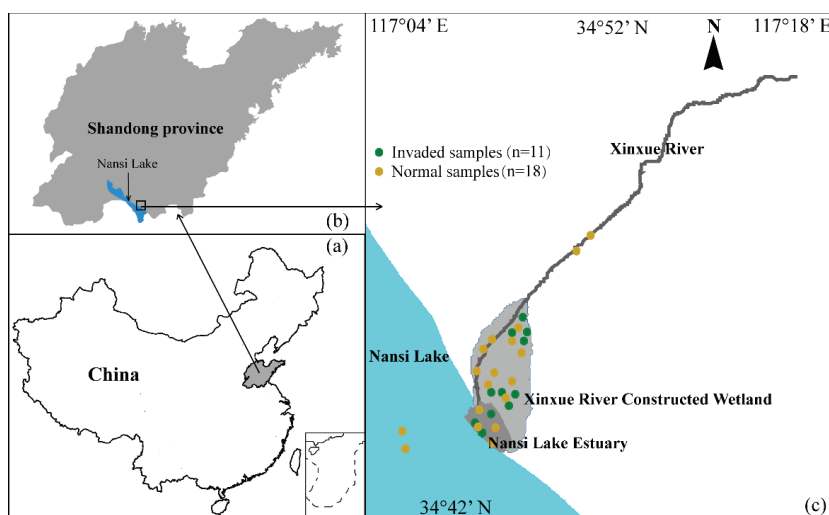 Shandong province
Nansi Lake
(b)
(a)
China
117°04’ E
34°52’ N
117°18’ E
N
Invaded samples (n=11)
Normal samples (n=18)
Xinxue River
Nansi Lake
Xinxue River Constructed Wetland
Nansi Lake Estuary
34°42’ N
(c)